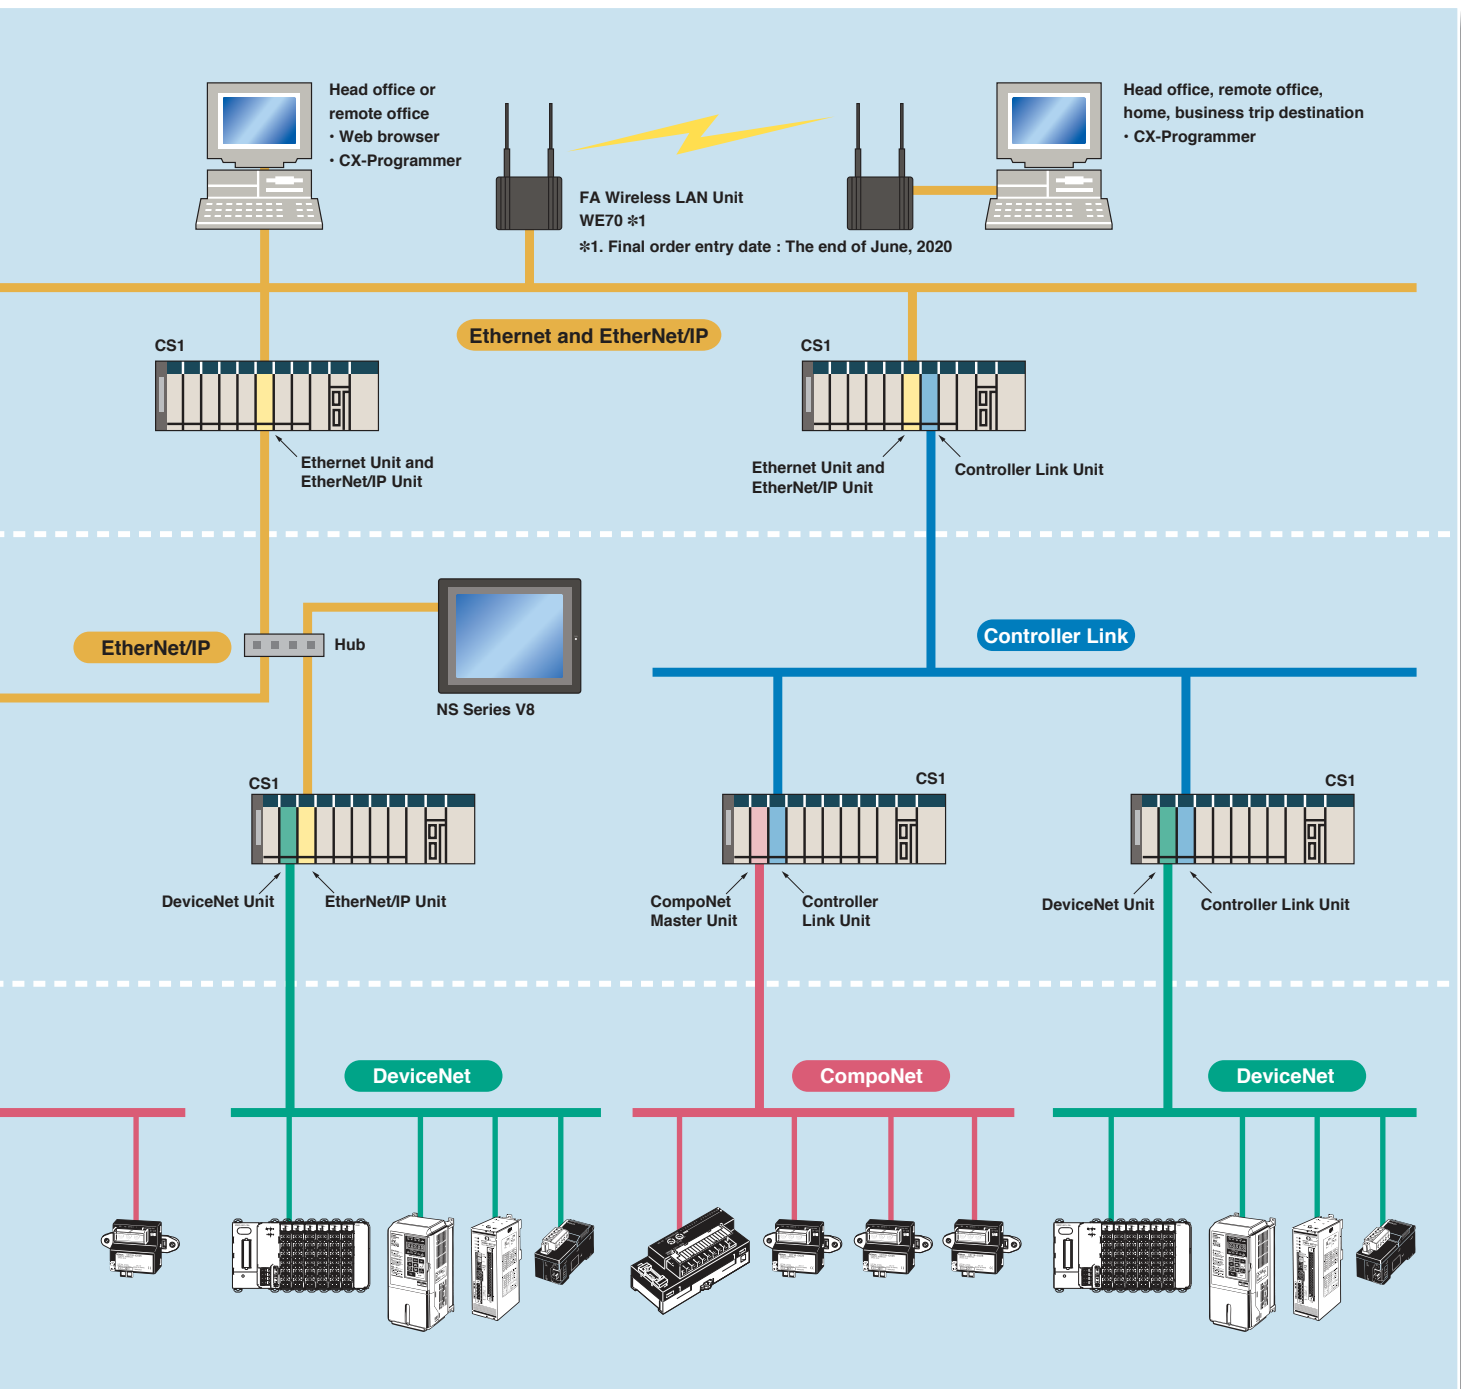 Head office or
remote office
· Web browser
· CX-Programmer
Head office, remote office,
home, business trip destination
· CX-Programmer
FA Wireless LAN Unit
WE70 ✽1
✽1. Final order entry date : The end of June, 2020
Ethernet and EtherNet/IP
CS1
CS1
Ethernet Unit and
EtherNet/IP Unit
Ethernet Unit and
EtherNet/IP Unit
Controller Link Unit
EtherNet/IP
Hub
NS Series V8
Controller Link
CS1
CS1
CS1
DeviceNet Unit
EtherNet/IP Unit
CompoNet
Master Unit
Controller
Link Unit
DeviceNet Unit
Controller Link Unit
DeviceNet
CompoNet
DeviceNet